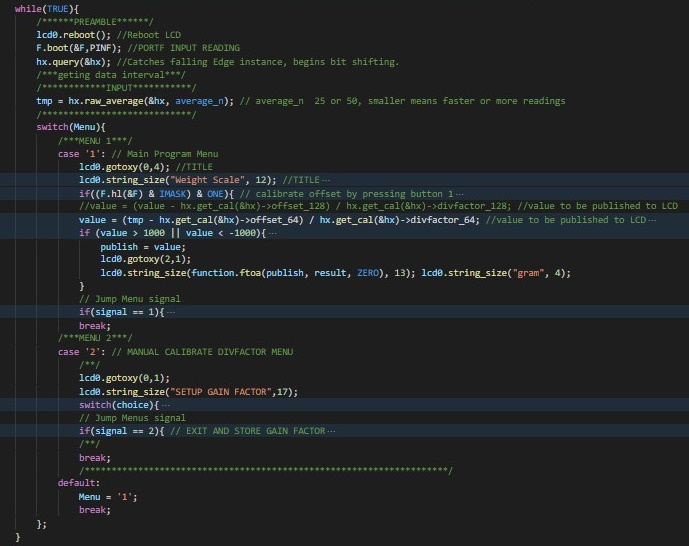 while(TRUE){
/******PREAMBLE******/
lcd0.reboot(); //Reboot LCD
F.boot(&F,PINF); //PORTF INPUT READING
hx.query(&hx); //Catches falling Edge instance, begins bit shifting.
/***geting data interval***/
/************INPUT***********/
tmp = hx.raw_average(&hx, average_n); // average_n  25 or 50, smaller means faster or more readings
/****************************/
switch(Menu){
/***MENU 1***/
case '1': // Main Program Menu
lcd0.gotoxy(0,4); //TITLE
lcd0.string_size("Weight Scale", 12); //TITLE···
if((F.hl(&F) & IMASK) & ONE){ // calibrate offset by pressing button 1···
//value = (value - hx.get_cal(&hx)->offset_128) / hx.get_cal(&hx)->divfactor_128; //value to be published to LCD
value = (tmp - hx.get_cal(&hx)->offset_64) / hx.get_cal(&hx)->divfactor_64; //value to be published to LCD···
if (value > 1000 || value < -1000){···
publish = value;
lcd0.gotoxy(2,1);
lcd0.string_size(function.ftoa(publish, result, ZERO), 13); lcd0.string_size("gram", 4);
}
// Jump Menu signal
if(signal == 1){···
break;
/***MENU 2***/
case '2': // MANUAL CALIBRATE DIVFACTOR MENU
/**/
lcd0.gotoxy(0,1);
lcd0.string_size("SETUP GAIN FACTOR",17);
switch(choice){···
// Jump Menus signal
if(signal == 2){ // EXIT AND STORE GAIN FACTOR···
/**/
break;
/********************************************************************/
default:
Menu = '1';
break;
};
}